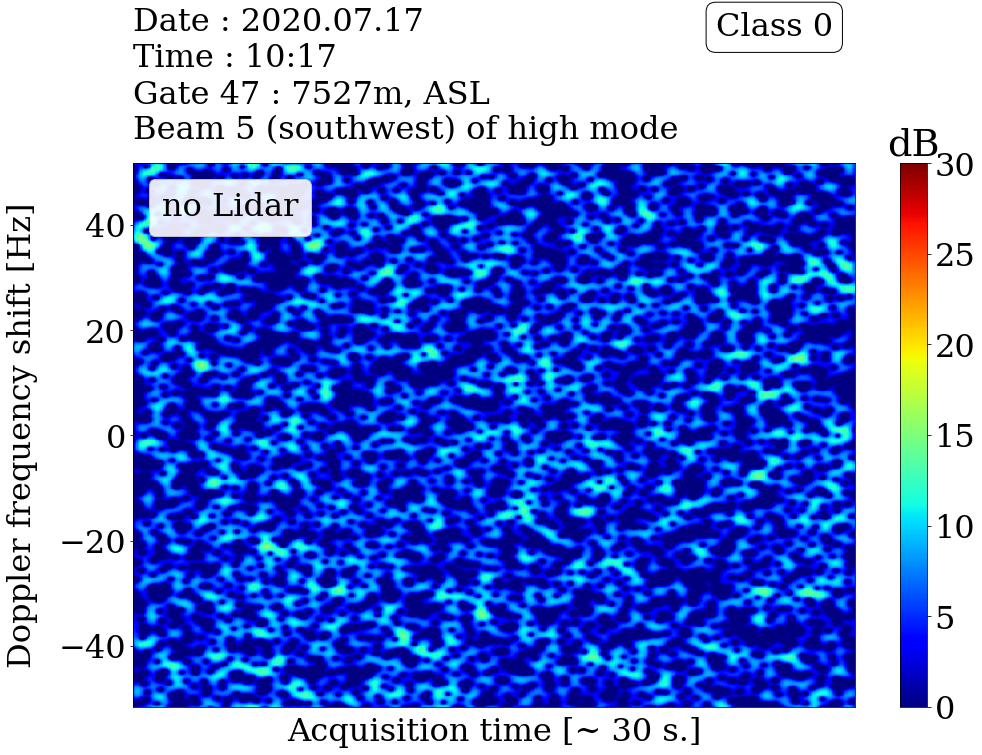 Date : 2020.07.17
Time : 10:17
Gate 47 : 7527m, ASL
Beam 5 (southwest) of high mode
Class 0
dB
no Lidar
Doppler frequency shift [Hz]
40
20
0
−20
−40
30
25
20
15
10
5
0
Acquisition time [~ 30 s.]